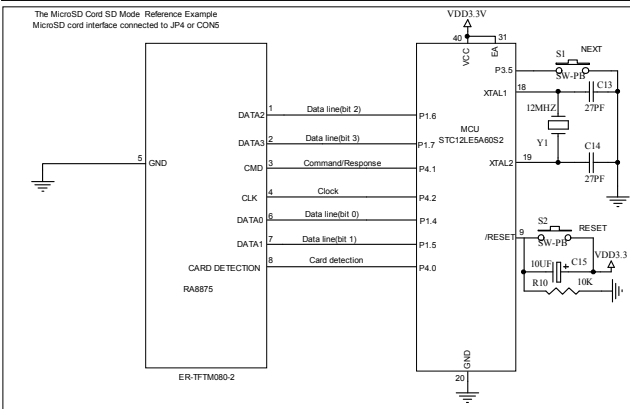 The MicroSD Cord SD Mode Reference Example
MicroSD cord interface connected to JP4 or CON5
VDD3.3V
40
31
VCC
EA
S1
NEXT
P3.5
SW-PB
18
XTAL1
C13
12MHZ
27PF
1
DATA2
Data line(bit 2)
P1.6
MCU
STC12LE5A60S2
2
DATA3
Data line(bit 3)
P1.7
Y1
C14
5
GND
3
CMD
Command/Response
P4.1
XTAL2
19
27PF
4
CLK
Clock
P4.2
6
DATA0
Data line(bit 0)
P1.4
S2
RESET
7
DATA1
Data line(bit 1)
P1.5
/RESET
9
SW-PB
VDD3.3
8
CARD DETECTION
Card detection
P4.0
10UF
+
C15
RA8875
R10
10K
GND
20
ER-TFTM080-2